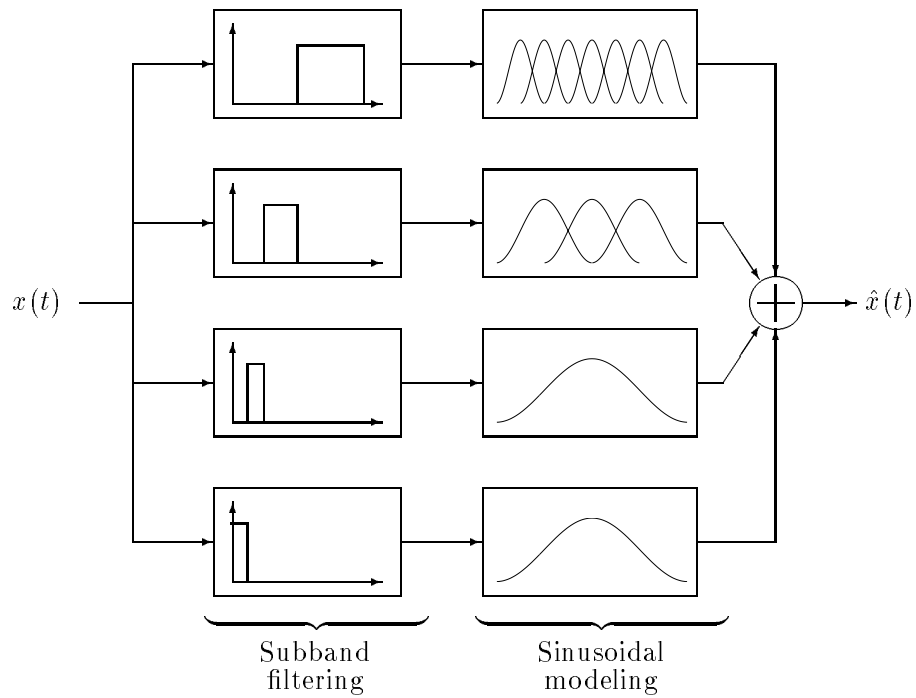 x(t)
x̂(t)
Subband
filtering
Sinusoidal
modeling